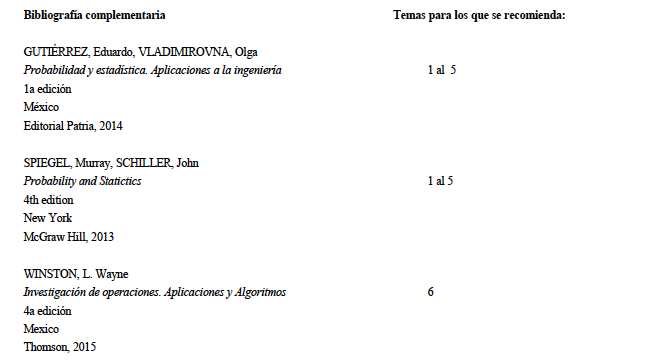 Bibliografía complementaria Temas para los que se recomienda:
GUTIÉRREZ, Eduardo, VLADIMIROVNA, Olga
Probabilidad y estadística. Aplicaciones a la ingeniería 1 al 5
1a edición
México
Editorial Patria, 2014
SPIEGEL, Murray, SCHILLER, John
Probability and Statictics 1 al 5
4th edition
New York
McGraw Hill, 2013
WINSTON, L. Wayne
Investigación de operaciones. Aplicaciones y Algoritmos 6
4a edición
Mexico
Thomson, 2015